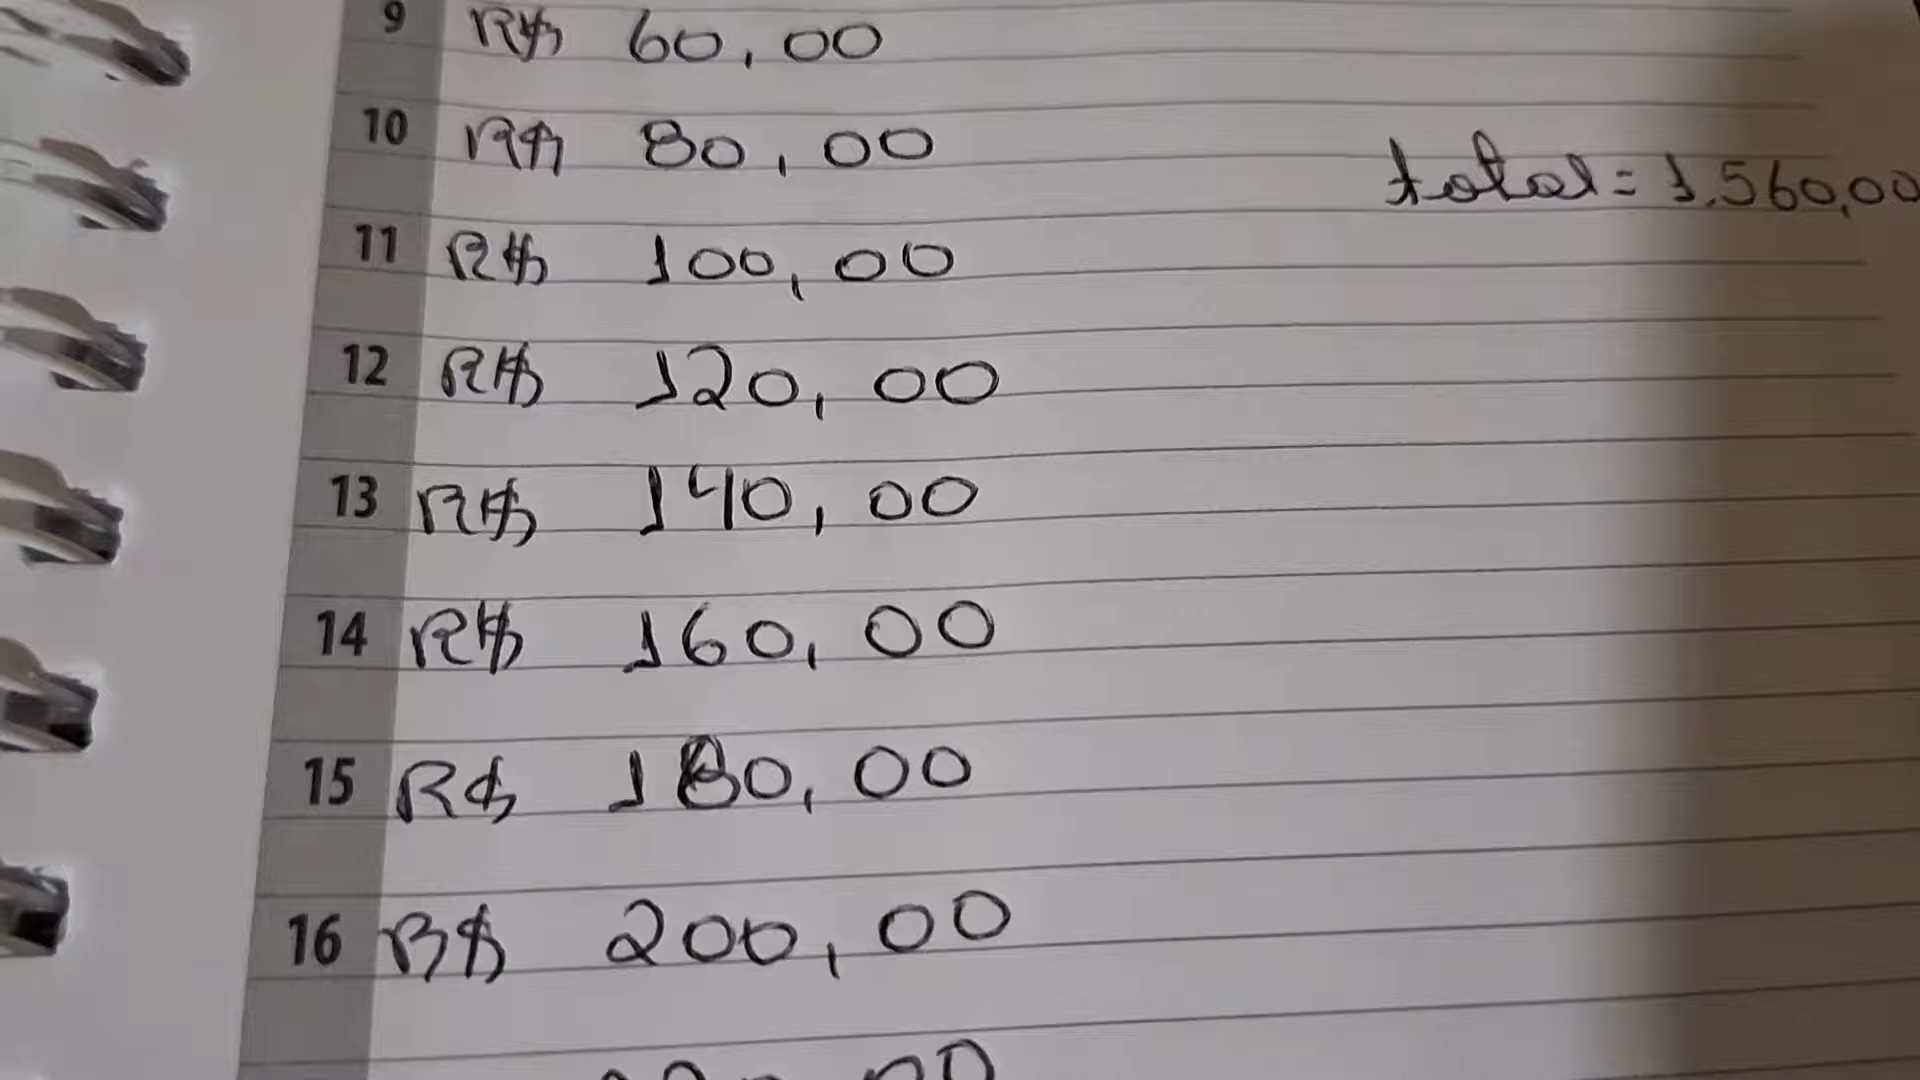 9 R$ 60,00
10 R$ 80,00
total = 1.560,00
11 R$ 100,00
12 R$ 120,00
13 R$ 140,00
14 R$ 160,00
15 R$ 180,00
16 R$ 200,00